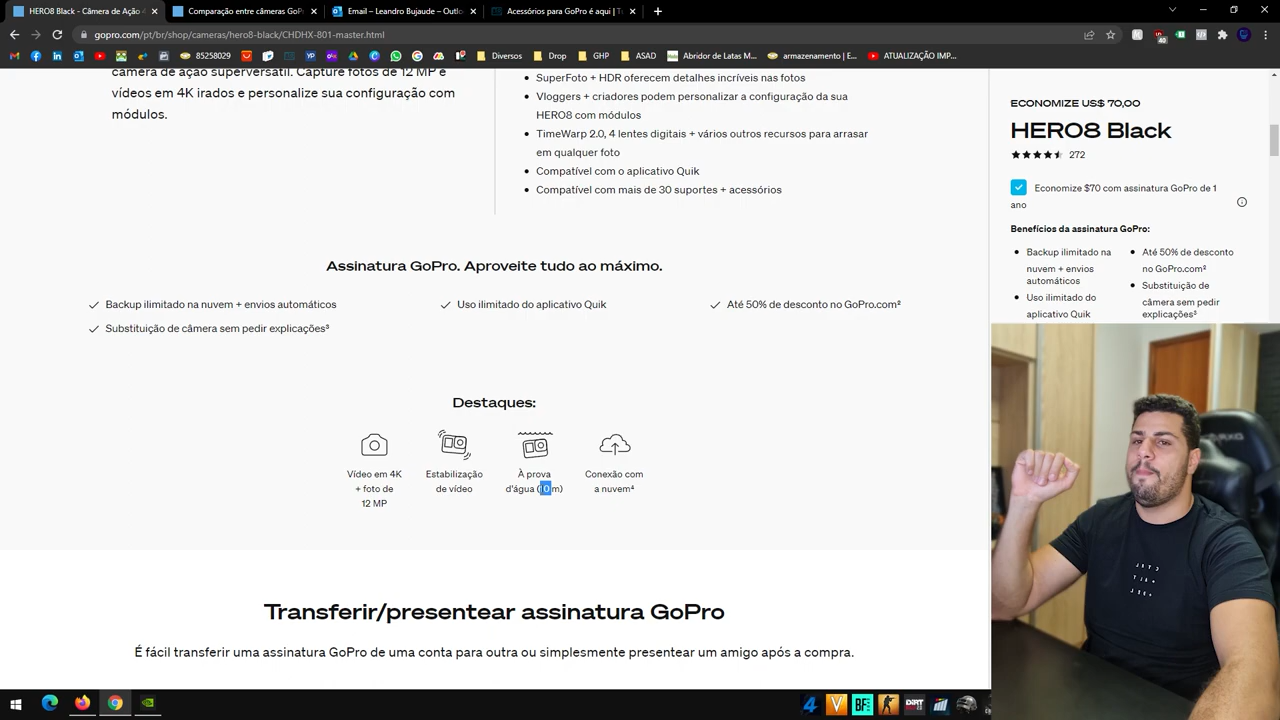 HERO8 Black - Câmera de Ação 4
Comparação entre câmeras GoPr
Email – Leandro Bujaude – Outlo
Acessórios para GoPro é aqui | To
gopro.com/pt/br/shop/cameras/hero8-black/CHDHX-801-master.html
85258029
Diversos
Drop
GHP
ASAD
Abridor de Latas M...
armazenamento | E...
ATUALIZAÇÃO IMP...
câmera de ação superversátil. Capture fotos de 12 MP e
vídeos em 4K irados e personalize sua configuração com
módulos.
SuperFoto + HDR oferecem detalhes incríveis nas fotos
Vloggers + criadores podem personalizar a configuração da sua
HERO8 com módulos
TimeWarp 2.0, 4 lentes digitais + vários outros recursos para arrasar
em qualquer foto
Compatível com o aplicativo Quik
Compatível com mais de 30 suportes + acessórios
ECONOMIZE US$ 70,00
HERO8 Black
272
Economize $70 com assinatura GoPro de 1
ano
Benefícios da assinatura GoPro:
Backup ilimitado na
nuvem + envios
automáticos
Uso ilimitado do
aplicativo Quik
Até 50% de desconto
no GoPro.com²
Substituição de
câmera sem pedir
explicações³
Assinatura GoPro. Aproveite tudo ao máximo.
Backup ilimitado na nuvem + envios automáticos
Uso ilimitado do aplicativo Quik
Até 50% de desconto no GoPro.com²
Substituição de câmera sem pedir explicações³
Destaques:
Vídeo em 4K
+ foto de
12 MP
Estabilização
de vídeo
À prova
d'água (10 m)
Conexão com
a nuvem⁴
Transferir/presentear assinatura GoPro
É fácil transferir uma assinatura GoPro de uma conta para outra ou simplesmente presentear um amigo após a compra.